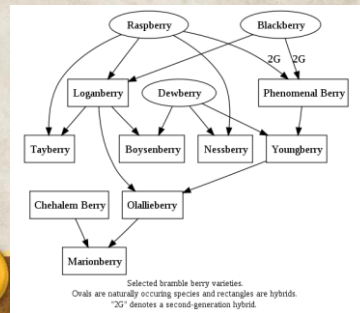 Raspberry Blackberry
2G 2G
Loganberry Dewberry Phenomenal Berry
Tayberry Boysenberry Nessberry Youngberry
Chehalem Berry Olallieberry
Marionberry
Selected bramble berry varieties.
Ovals are naturally occuring species and rectangles are hybrids.
"2G" denotes a second-generation hybrid.